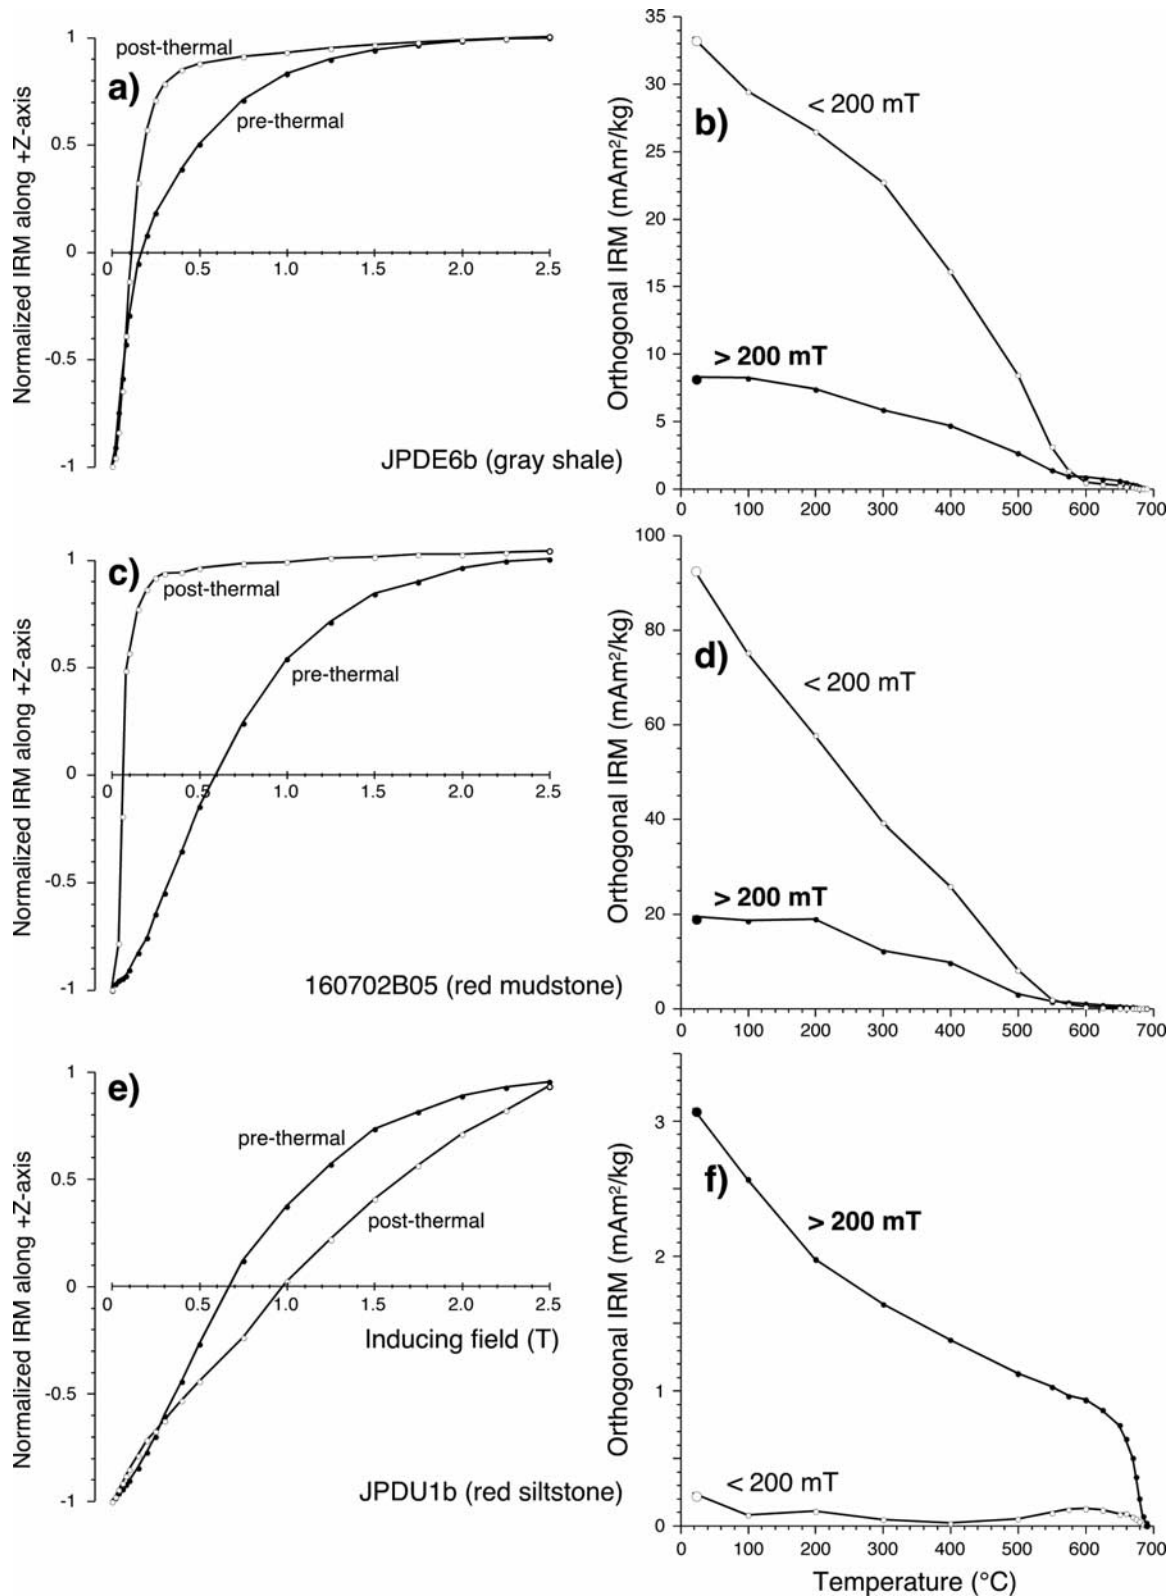 Normalized IRM along +Z-axis
1
0.5
0
-0.5
-1
a)
post-thermal
pre-thermal
0 0.5 1.0 1.5 2.0 2.5
JPDE6b (gray shale)
Orthogonal IRM (mAm²/kg)
35
30
25
20
15
10
5
0
b)
< 200 mT
> 200 mT
0 100 200 300 400 500 600 700
Normalized IRM along +Z-axis
1
0.5
0
-0.5
-1
c)
post-thermal
pre-thermal
0 0.5 1.0 1.5 2.0 2.5
160702B05 (red mudstone)
Orthogonal IRM (mAm²/kg)
100
80
60
40
20
0
d)
< 200 mT
> 200 mT
0 100 200 300 400 500 600 700
Normalized IRM along +Z-axis
1
0.5
0
-0.5
-1
e)
pre-thermal
post-thermal
0 0.5 1.0 1.5 2.0 2.5
Inducing field (T)
JPDU1b (red siltstone)
Orthogonal IRM (mAm²/kg)
3
2
1
0
f)
> 200 mT
< 200 mT
0 100 200 300 400 500 600 700
Temperature (°C)